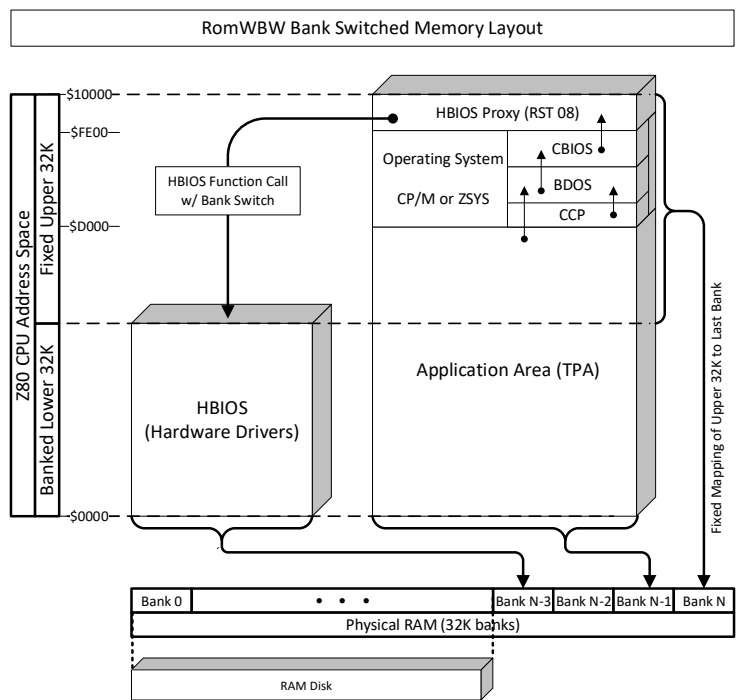 RomWBW Bank Switched Memory Layout
$10000
HBIOS Proxy (RST 08)
$FE00
Operating System
CP/M or ZSYS
CBIOS
BDOS
CCP
HBIOS Function Call
w/ Bank Switch
$D000
Z80 CPU Address Space
Fixed Upper 32K
Banked Lower 32K
HBIOS
(Hardware Drivers)
Application Area (TPA)
Fixed Mapping of Upper 32K to Last Bank
$0000
Bank 0
• • •
Bank N-3
Bank N-2
Bank N-1
Bank N
Physical RAM (32K banks)
RAM Disk